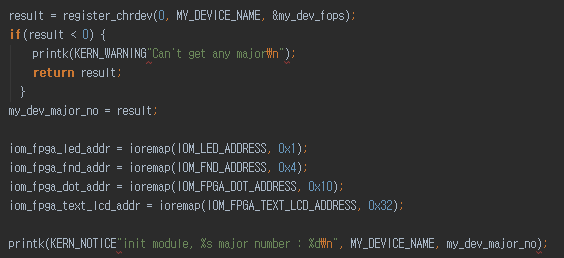 result = register_chrdev(0, MY_DEVICE_NAME, &my_dev_fops);
if(result < 0) {
printk(KERN_WARNING"Can't get any major₩n");
return result;
}
my_dev_major_no = result;
iom_fpga_led_addr = ioremap(IOM_LED_ADDRESS, 0x1);
iom_fpga_fnd_addr = ioremap(IOM_FND_ADDRESS, 0x4);
iom_fpga_dot_addr = ioremap(IOM_FPGA_DOT_ADDRESS, 0x10);
iom_fpga_text_lcd_addr = ioremap(IOM_FPGA_TEXT_LCD_ADDRESS, 0x32);
printk(KERN_NOTICE"init module, %s major number : %d₩n", MY_DEVICE_NAME, my_dev_major_no);